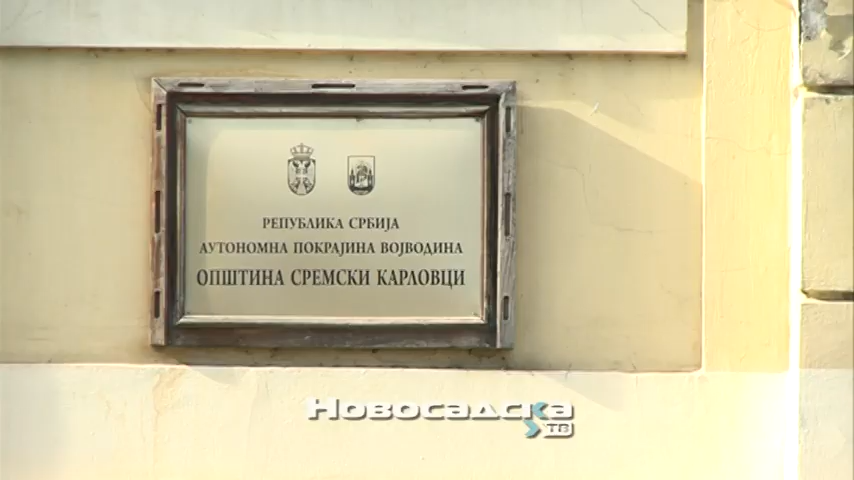 РЕПУБЛИКА СРБИЈА
АУТОНОМНА ПОКРАЈИНА ВОЈВОДИНА
ОПШТИНА СРЕМСКИ КАРЛОВЦИ
Новосадска
ТВ